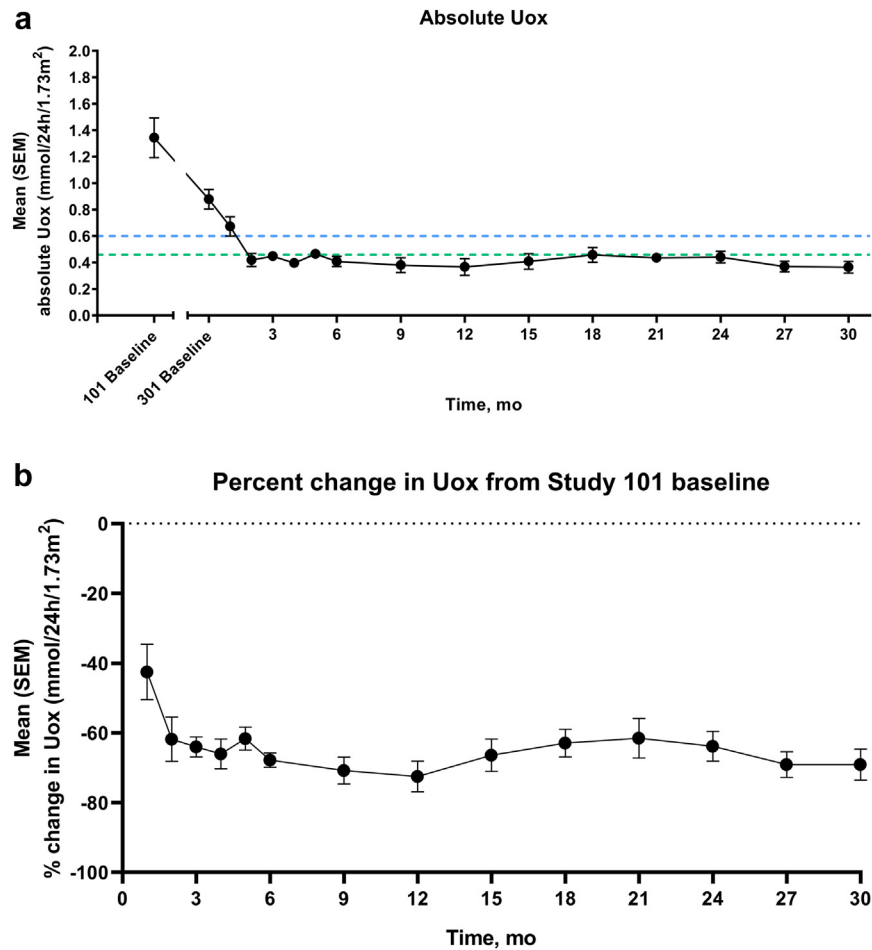 a
Absolute Uox
Mean (SEM)
absolute Uox (mmol/24h/1.73m²)
2.0
1.8
1.6
1.4
1.2
1.0
0.8
0.6
0.4
0.2
0.0
101 Baseline
301 Baseline
3 6 9 12 15 18 21 24 27 30
Time, mo
b
Percent change in Uox from Study 101 baseline
Mean (SEM)
% change in Uox (mmol/24h/1.73m²)
0
-20
-40
-60
-80
-100
0 3 6 9 12 15 18 21 24 27 30
Time, mo